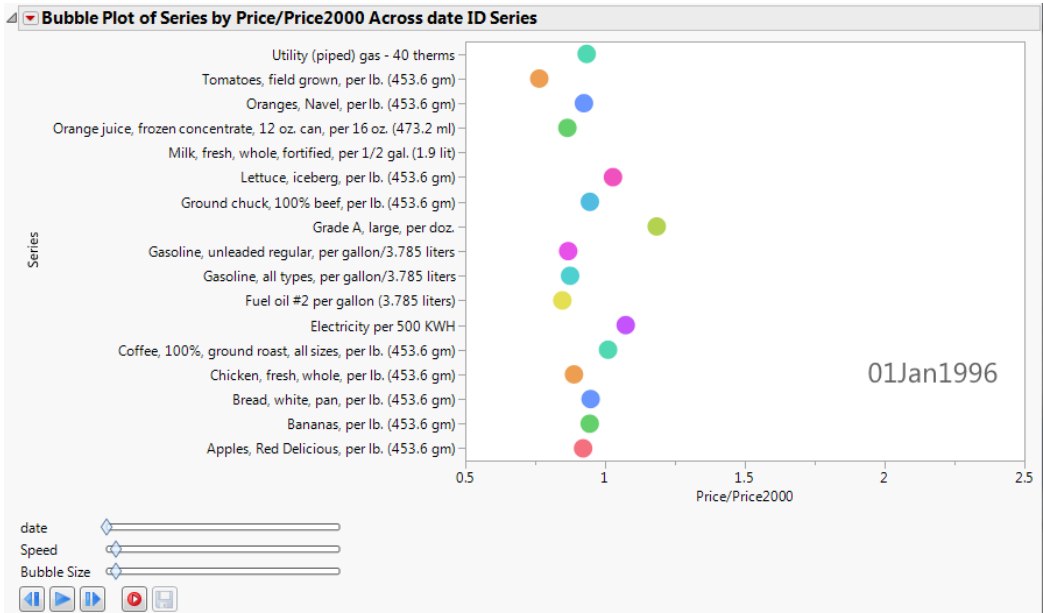 Bubble Plot of Series by Price/Price2000 Across date ID Series
Utility (piped) gas - 40 therms
Tomatoes, field grown, per lb. (453.6 gm)
Oranges, Navel, per lb. (453.6 gm)
Orange juice, frozen concentrate, 12 oz. can, per 16 oz. (473.2 ml)
Milk, fresh, whole, fortified, per 1/2 gal. (1.9 lit)
Lettuce, iceberg, per lb. (453.6 gm)
Ground chuck, 100% beef, per lb. (453.6 gm)
Grade A, large, per doz.
Gasoline, unleaded regular, per gallon/3.785 liters
Gasoline, all types, per gallon/3.785 liters
Fuel oil #2 per gallon (3.785 liters)
Electricity per 500 KWH
Coffee, 100%, ground roast, all sizes, per lb. (453.6 gm)
Chicken, fresh, whole, per lb. (453.6 gm)
Bread, white, pan, per lb. (453.6 gm)
Bananas, per lb. (453.6 gm)
Apples, Red Delicious, per lb. (453.6 gm)
Series
01Jan1996
0.5 1 1.5 2 2.5
Price/Price2000
date
Speed
Bubble Size